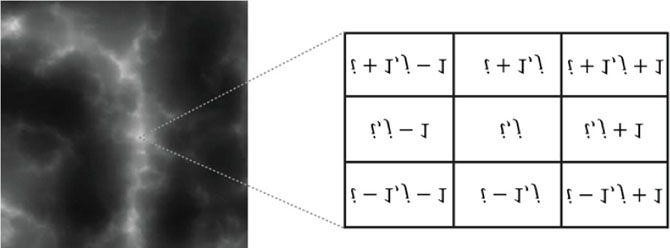 i + 1, j − 1 i + 1, j i + 1, j + 1
i, j − 1 i, j i, j + 1
i − 1, j − 1 i − 1, j i − 1, j + 1